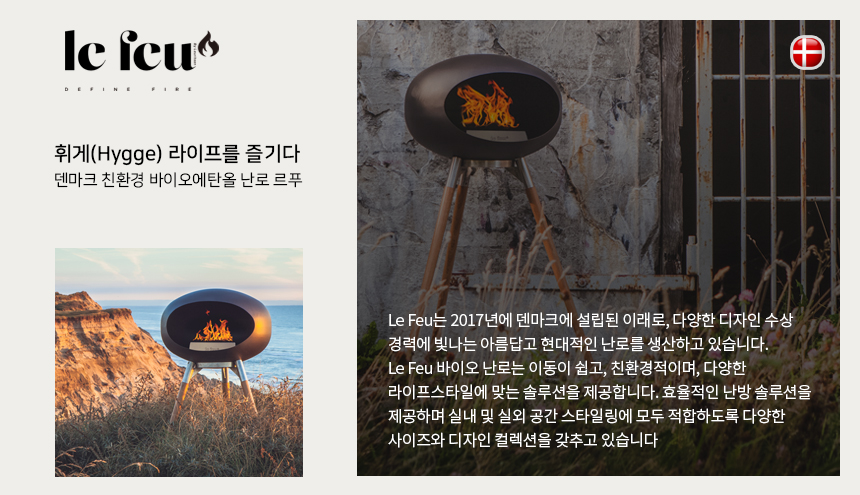 le feu
DEFINE FIRE
휘게(Hygge) 라이프를 즐기다
덴마크 친환경 바이오에탄올 난로 르푸
Le Feu는 2017년에 덴마크에 설립된 이래로, 다양한 디자인 수상
경력에 빛나는 아름답고 현대적인 난로를 생산하고 있습니다.
Le Feu 바이오 난로는 이동이 쉽고, 친환경적이며, 다양한
라이프스타일에 맞는 솔루션을 제공합니다. 효율적인 난방 솔루션을
제공하며 실내 및 실외 공간 스타일링에 모두 적합하도록 다양한
사이즈와 디자인 컬렉션을 갖추고 있습니다